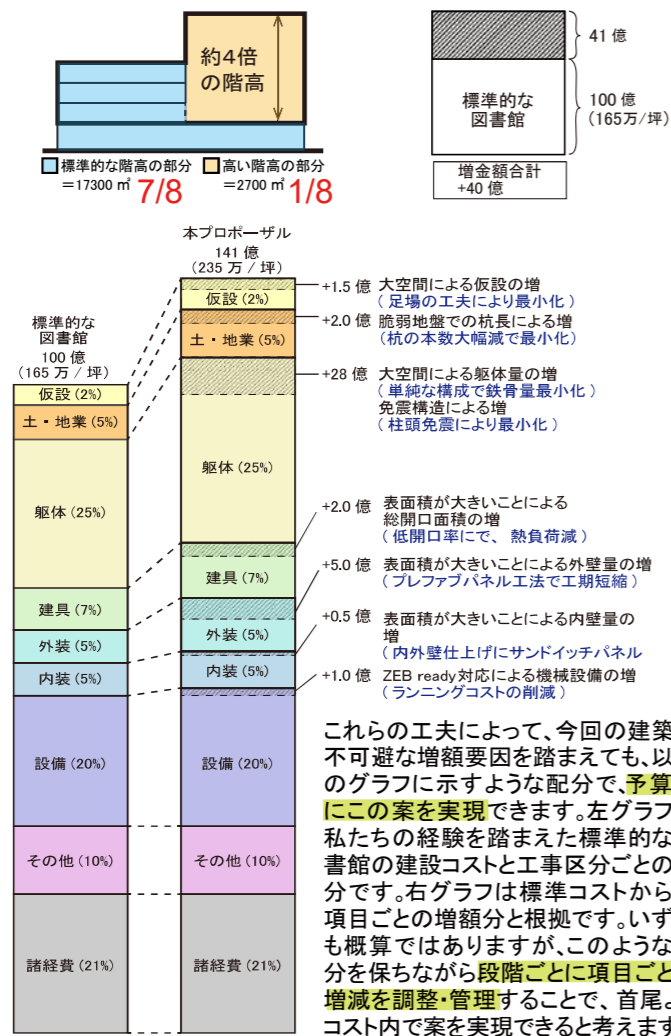 約4倍
の階高
標準的な階高の部分
=17300 ㎡ 7/8
高い階高の部分
=2700 ㎡ 1/8
41 億
標準的な
図書館
100 億
(165万/坪)
増金額合計
+40 億
本プロポーザル
141 億
(235 万 / 坪)
標準的な
図書館
100 億
(165 万 / 坪)
仮設 (2%)
土・地業 (5%)
躯体 (25%)
建具 (7%)
外装 (5%)
内装 (5%)
設備 (20%)
その他 (10%)
諸経費 (21%)
仮設 (2%)
土・地業 (5%)
躯体 (25%)
建具 (7%)
外装 (5%)
内装 (5%)
設備 (20%)
その他 (10%)
諸経費 (21%)
+1.5 億 大空間による仮設の増
( 足場の工夫により最小化 )
+2.0 億 脆弱地盤での杭長による増
(杭の本数大幅減で最小化)
+28 億 大空間による躯体量の増
( 単純な構成で鉄骨量最小化 )
免震構造による増
( 柱頭免震により最小化 )
+2.0 億 表面積が大きいことによる
総開口面積の増
( 低開口率にで、 熱負荷減 )
+5.0 億 表面積が大きいことによる外壁量の増
( プレファブパネル工法で工期短縮 )
+0.5 億 表面積が大きいことによる内壁量の
増
( 内外壁仕上げにサンドイッチパネル
+1.0 億 ZEB ready対応による機械設備の増
( ランニングコストの削減 )
これらの工夫によって、今回の建築
不可避な増額要因を踏まえても、以
のグラフに示すような配分で、予算
にこの案を実現できます。左グラフ
私たちの経験を踏まえた標準的な
書館の建設コストと工事区分ごとの
分です。右グラフは標準コストから
項目ごとの増額分と根拠です。いず
も概算ではありますが、このような
分を保ちながら段階ごとに項目ごと
増減を調整・管理することで、首尾よ
コスト内で案を実現できると考えます